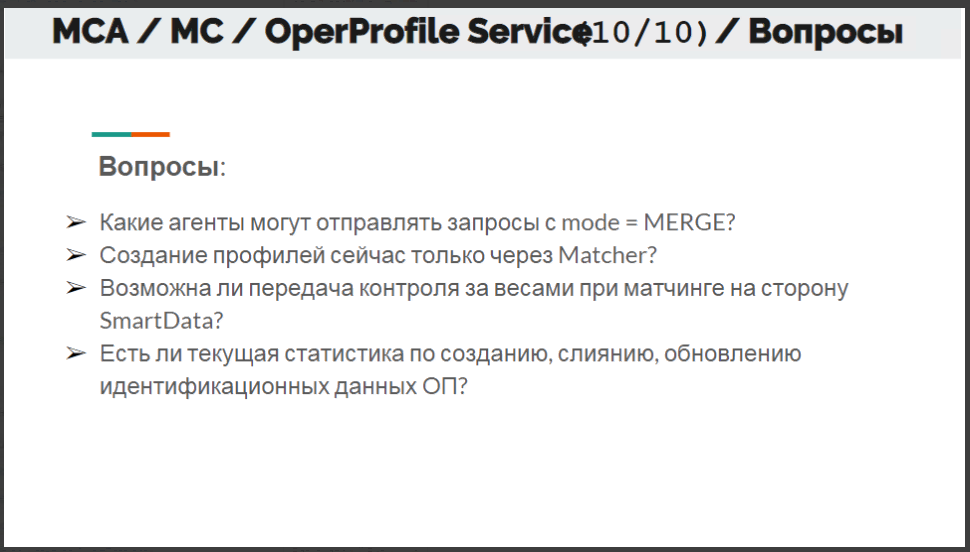 МСА / МС / OperProfile Service(10/10) / Вопросы
Вопросы:
➢ Какие агенты могут отправлять запросы с mode = MERGE?
➢ Создание профилей сейчас только через Matcher?
➢ Возможна ли передача контроля за весами при матчинге на сторону
SmartData?
➢ Есть ли текущая статистика по созданию, слиянию, обновлению
идентификационных данных ОП?